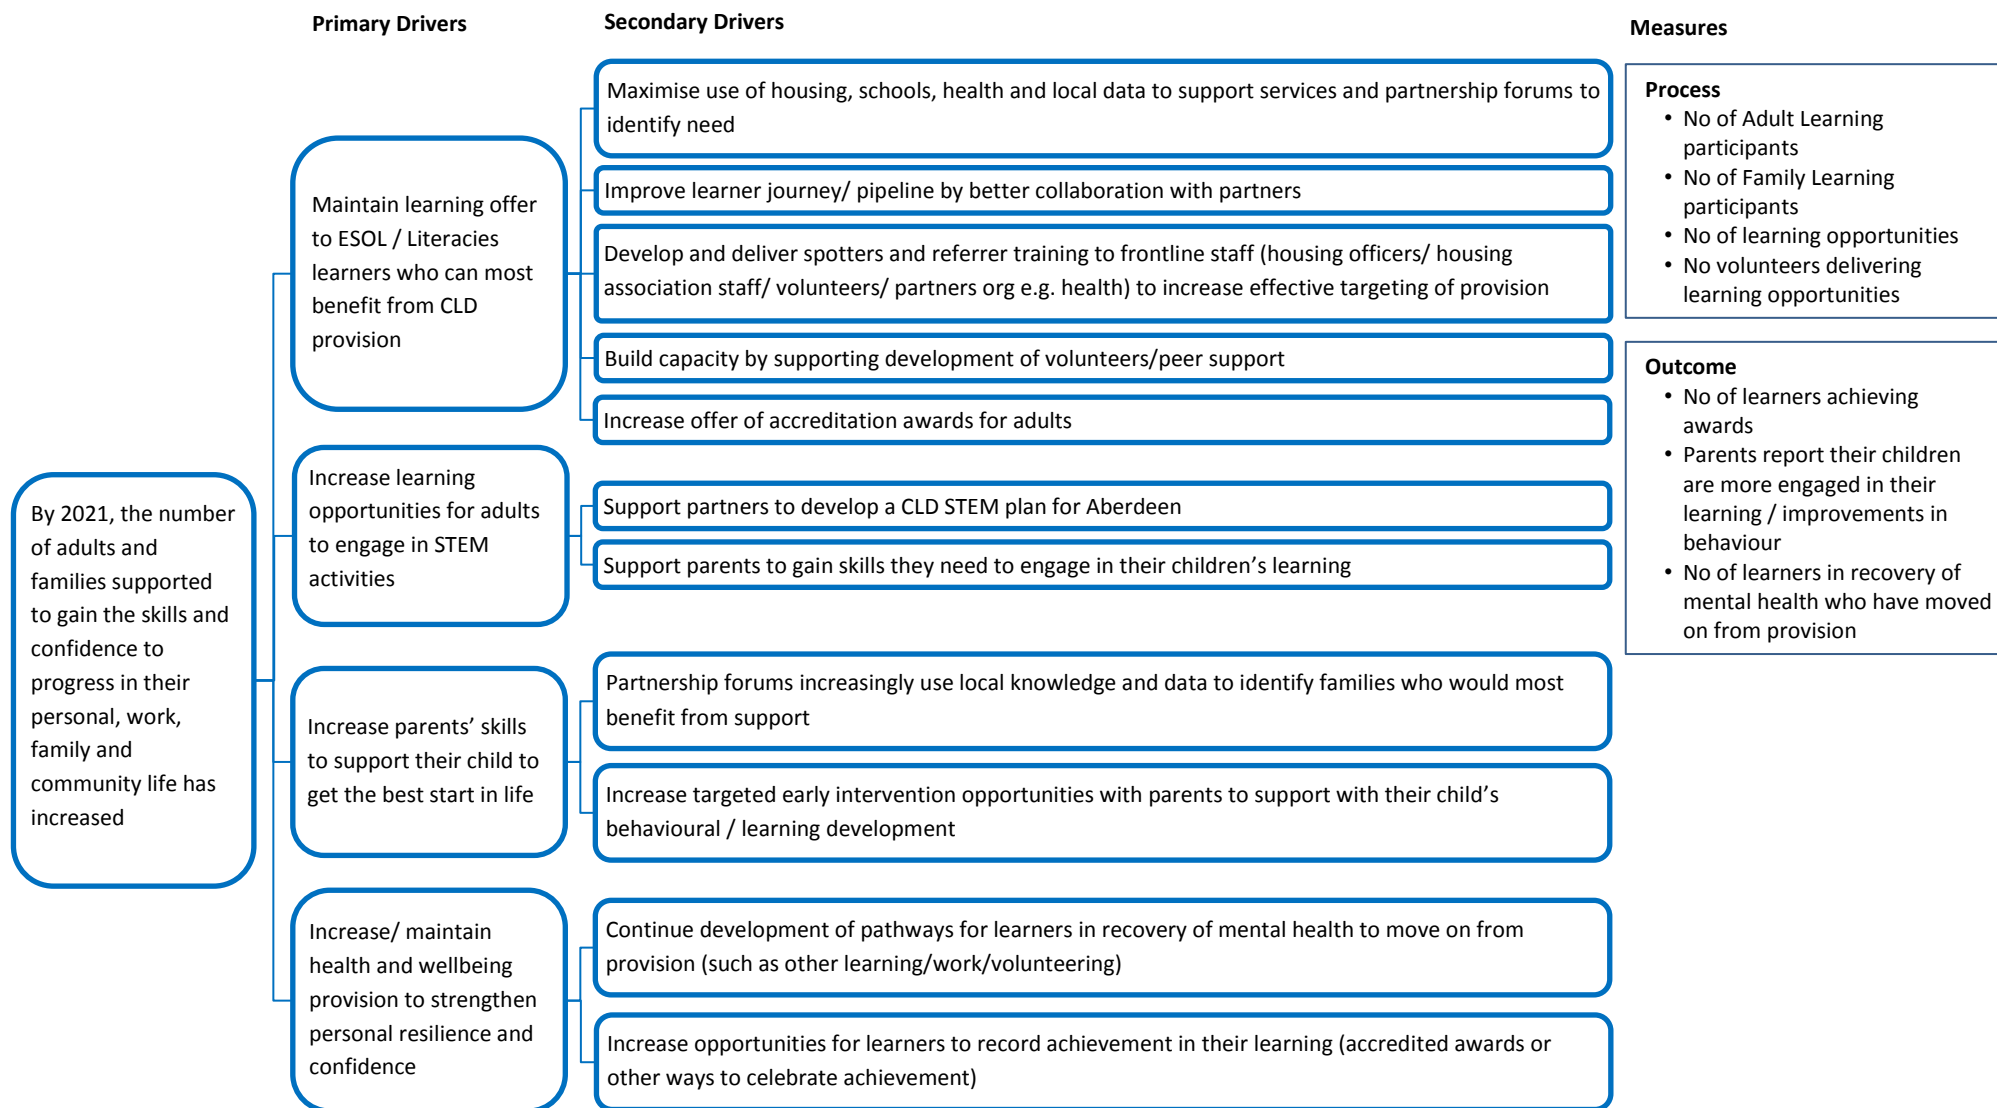 Primary Drivers
Secondary Drivers
Measures
By 2021, the number
of adults and
families supported
to gain the skills and
confidence to
progress in their
personal, work,
family and
community life has
increased
Maintain learning offer
to ESOL / Literacies
learners who can most
benefit from CLD
provision
Maximise use of housing, schools, health and local data to support services and partnership forums to
identify need
Improve learner journey/ pipeline by better collaboration with partners
Develop and deliver spotters and referrer training to frontline staff (housing officers/ housing
association staff/ volunteers/ partners org e.g. health) to increase effective targeting of provision
Build capacity by supporting development of volunteers/peer support
Increase offer of accreditation awards for adults
Increase learning
opportunities for adults
to engage in STEM
activities
Support partners to develop a CLD STEM plan for Aberdeen
Support parents to gain skills they need to engage in their children’s learning
Increase parents’ skills
to support their child to
get the best start in life
Partnership forums increasingly use local knowledge and data to identify families who would most
benefit from support
Increase targeted early intervention opportunities with parents to support with their child’s
behavioural / learning development
Increase/ maintain
health and wellbeing
provision to strengthen
personal resilience and
confidence
Continue development of pathways for learners in recovery of mental health to move on from
provision (such as other learning/work/volunteering)
Increase opportunities for learners to record achievement in their learning (accredited awards or
other ways to celebrate achievement)
Process
• No of Adult Learning
participants
• No of Family Learning
participants
• No of learning opportunities
• No volunteers delivering
learning opportunities
Outcome
• No of learners achieving
awards
• Parents report their children
are more engaged in their
learning / improvements in
behaviour
• No of learners in recovery of
mental health who have moved
on from provision